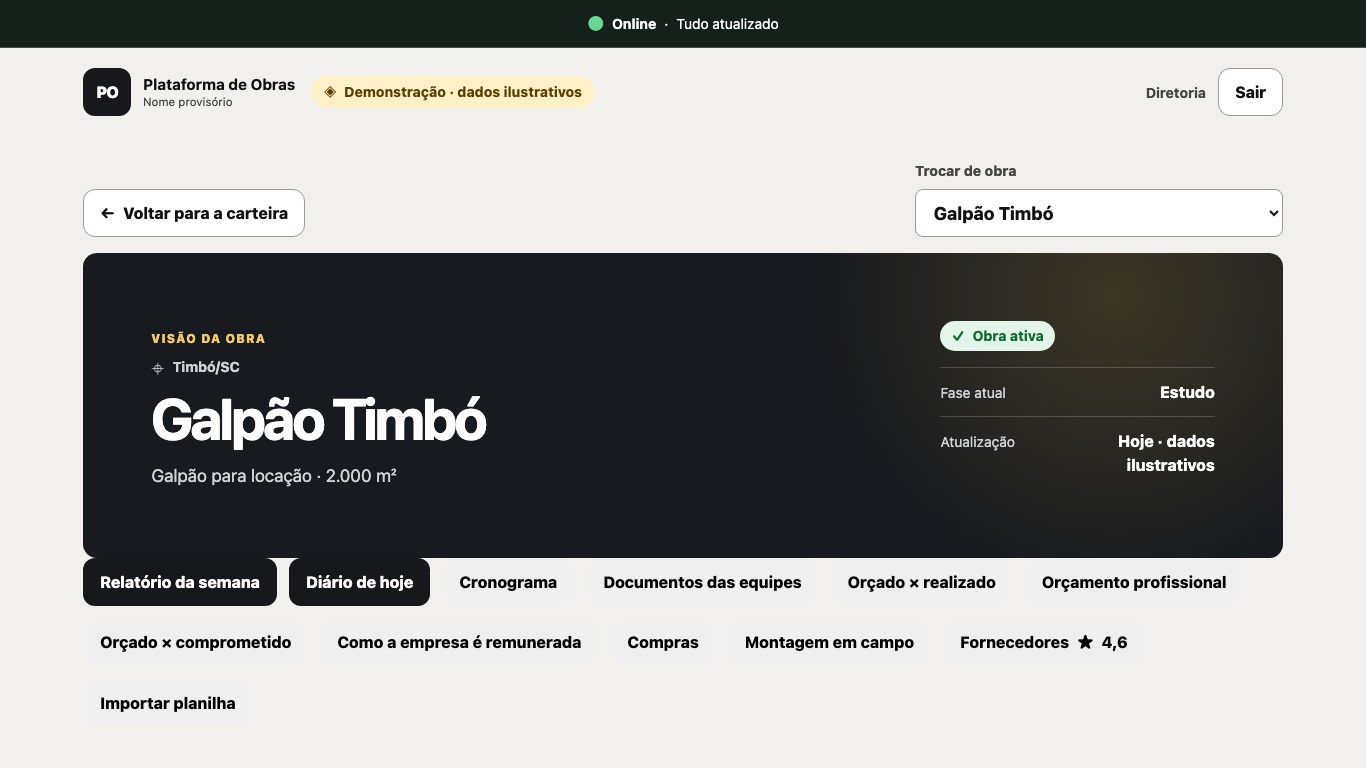 Online · Tudo atualizado
PO
Plataforma de Obras
Nome provisório
Demonstração · dados ilustrativos
Diretoria
Sair
Trocar de obra
← Voltar para a carteira
Galpão Timbó
VISÃO DA OBRA
Timbó/SC
Galpão Timbó
Galpão para locação · 2.000 m²
✓ Obra ativa
Fase atual
Estudo
Atualização
Hoje · dados
ilustrativos
Relatório da semana
Diário de hoje
Cronograma
Documentos das equipes
Orçado × realizado
Orçamento profissional
Orçado × comprometido
Como a empresa é remunerada
Compras
Montagem em campo
Fornecedores ★ 4,6
Importar planilha